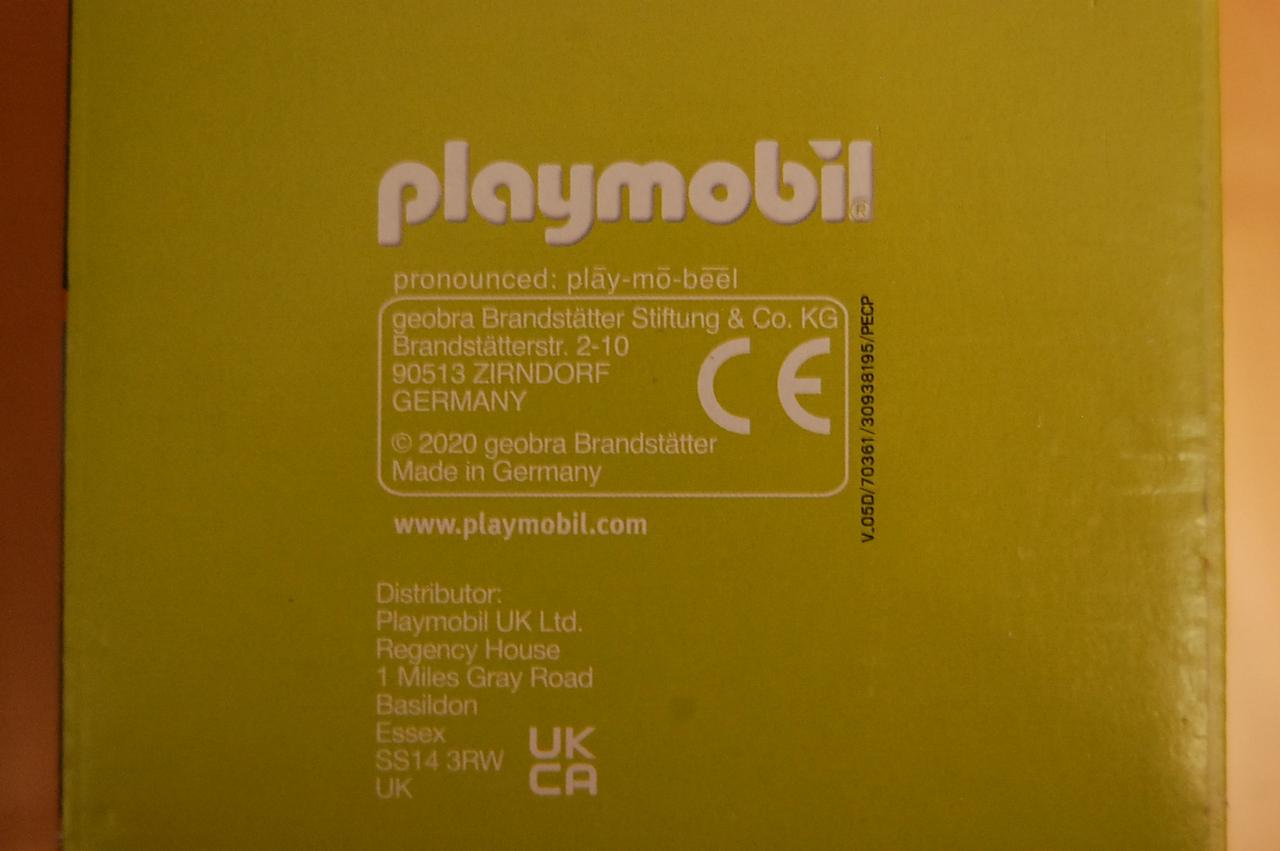 playmobil®
pronounced: plāy-mō-bēēl
geobra Brandstätter Stiftung & Co. KG
Brandstätterstr. 2-10
90513 ZIRNDORF
GERMANY
CE
© 2020 geobra Brandstätter
Made in Germany
V_05D/70361/30938195/PECP
www.playmobil.com
Distributor:
Playmobil UK Ltd.
Regency House
1 Miles Gray Road
Basildon
Essex
SS14 3RW
UK
UK
CA